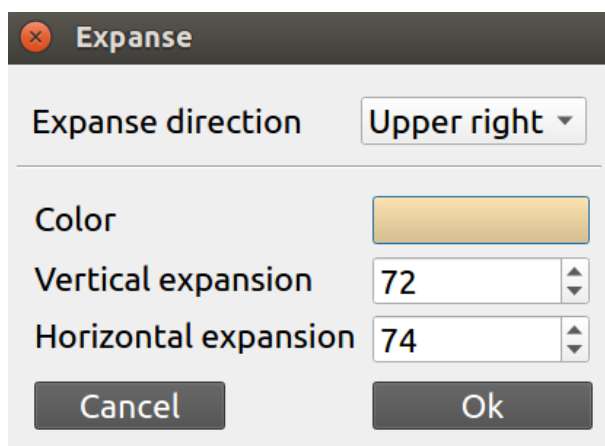 Expanse
Expanse direction Upper right
Color
Vertical expansion 72
Horizontal expansion 74
Cancel Ok